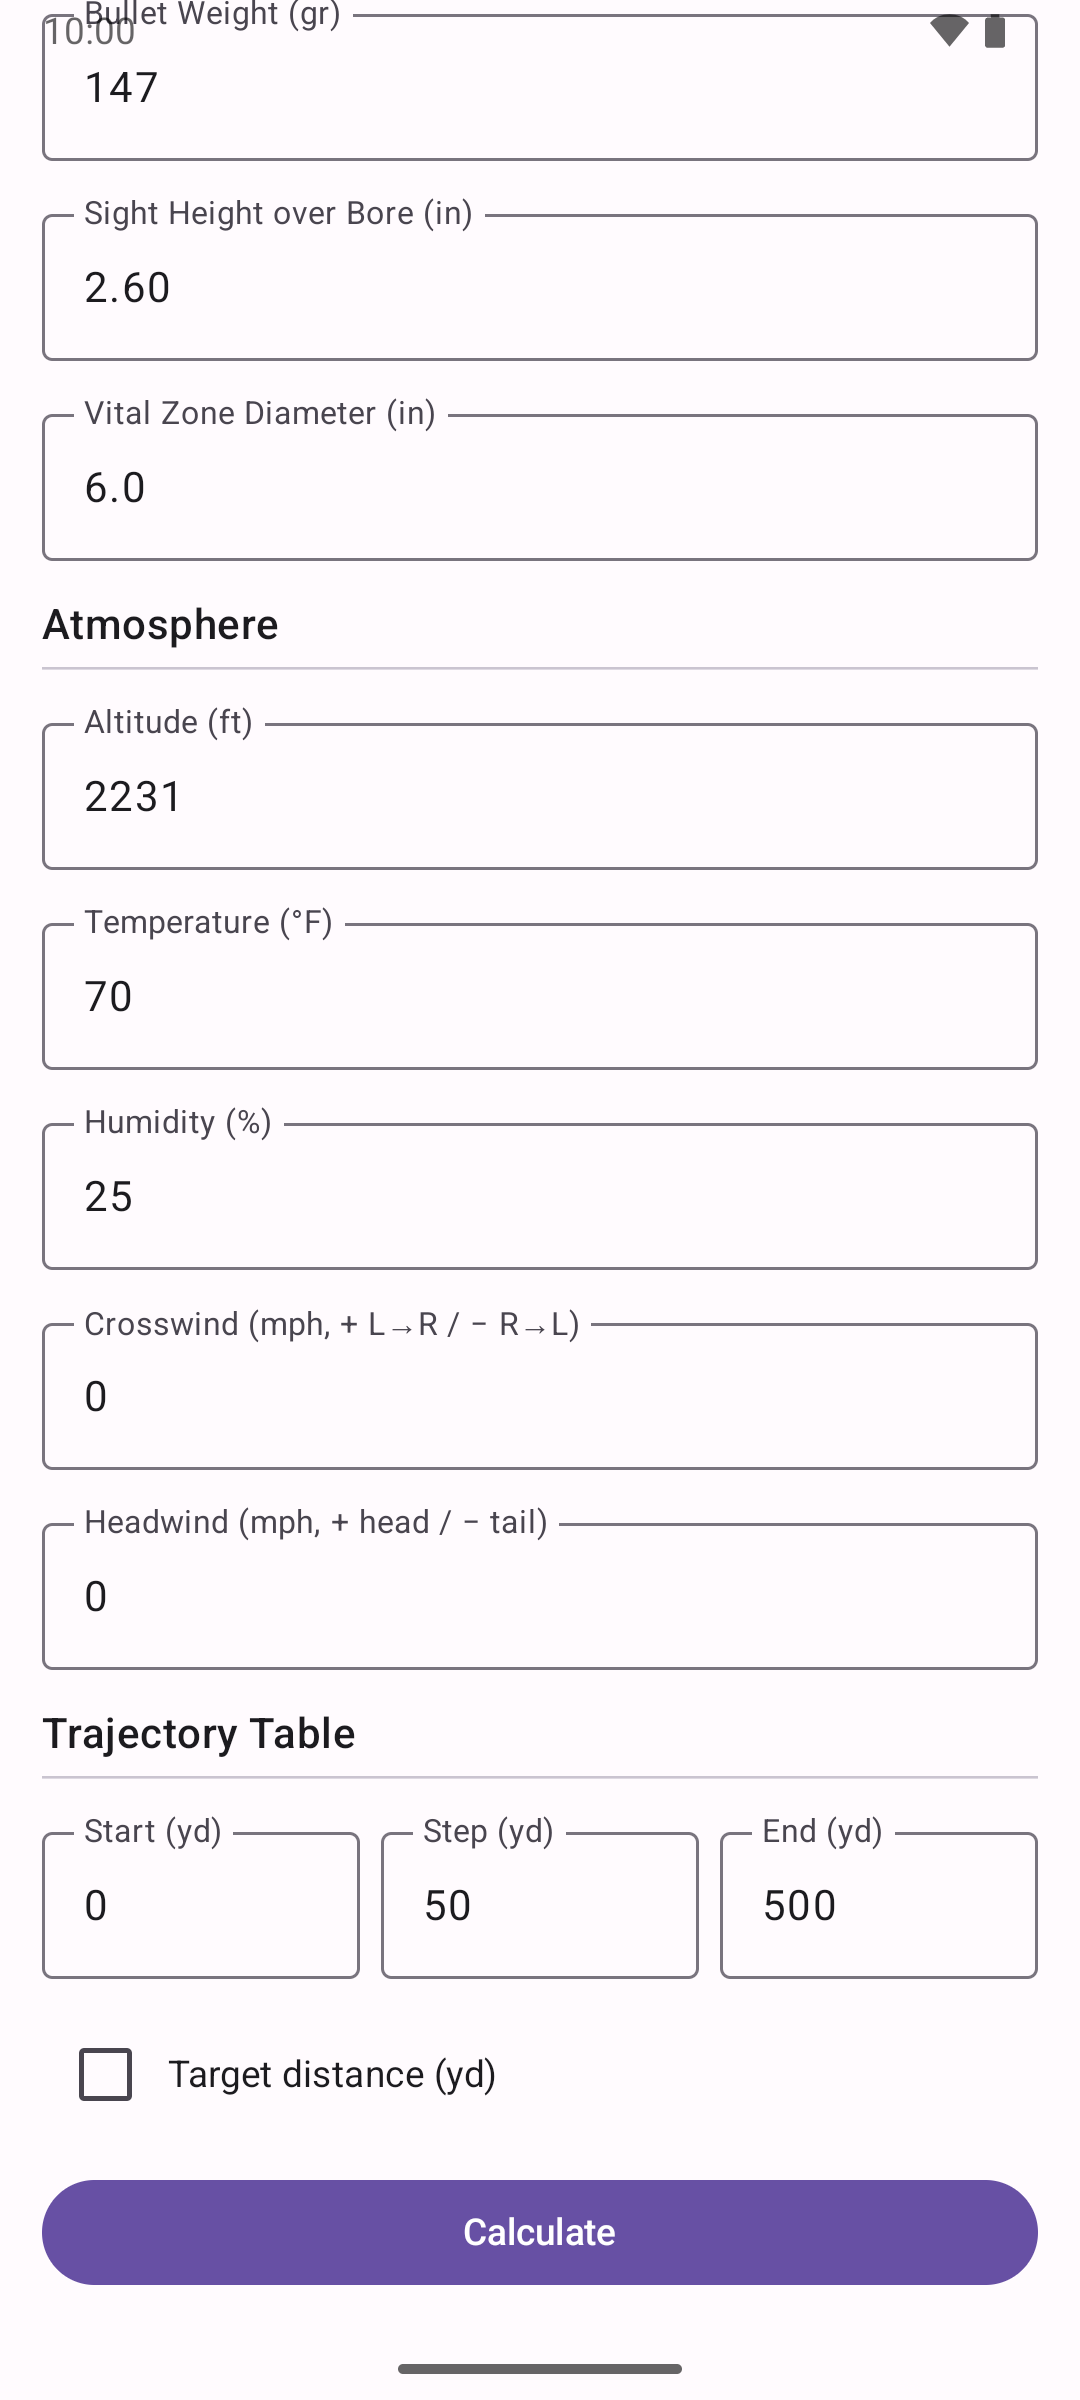 10:00
Bullet Weight (gr)
147
Sight Height over Bore (in)
2.60
Vital Zone Diameter (in)
6.0
Atmosphere
Altitude (ft)
2231
Temperature (°F)
70
Humidity (%)
25
Crosswind (mph, + L→R / − R→L)
0
Headwind (mph, + head / − tail)
0
Trajectory Table
Start (yd) Step (yd) End (yd)
0 50 500
Target distance (yd)
Calculate